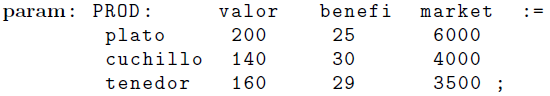 param: PROD: valor benefi market :=
plato 200 25 6000
cuchillo 140 30 4000
tenedor 160 29 3500 ;